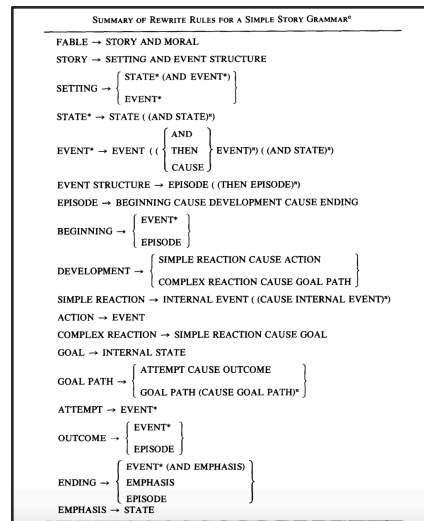 SUMMARY OF REWRITE RULES FOR A SIMPLE STORY GRAMMARᵃ
FABLE → STORY AND MORAL
STORY → SETTING AND EVENT STRUCTURE
SETTING → { STATE* (AND EVENT*)
EVENT* }
STATE* → STATE ( (AND STATE)ⁿ)
EVENT* → EVENT ( ( { AND
THEN
CAUSE } EVENT)ⁿ) ( (AND STATE)ⁿ)
EVENT STRUCTURE → EPISODE ( (THEN EPISODE)ⁿ)
EPISODE → BEGINNING CAUSE DEVELOPMENT CAUSE ENDING
BEGINNING → { EVENT*
EPISODE }
DEVELOPMENT → { SIMPLE REACTION CAUSE ACTION
COMPLEX REACTION CAUSE GOAL PATH }
SIMPLE REACTION → INTERNAL EVENT ( (CAUSE INTERNAL EVENT)ⁿ)
ACTION → EVENT
COMPLEX REACTION → SIMPLE REACTION CAUSE GOAL
GOAL → INTERNAL STATE
GOAL PATH → { ATTEMPT CAUSE OUTCOME
GOAL PATH (CAUSE GOAL PATH)ⁿ }
ATTEMPT → EVENT*
OUTCOME → { EVENT*
EPISODE }
ENDING → { EVENT* (AND EMPHASIS)
EMPHASIS
EPISODE }
EMPHASIS → STATE